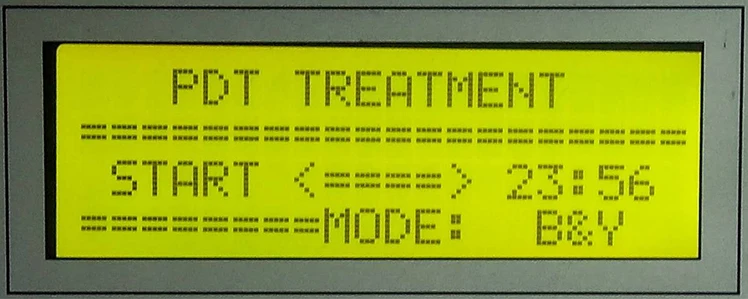 PDT TREATMENT
====================
START <====> 23:56
========MODE: B&Y